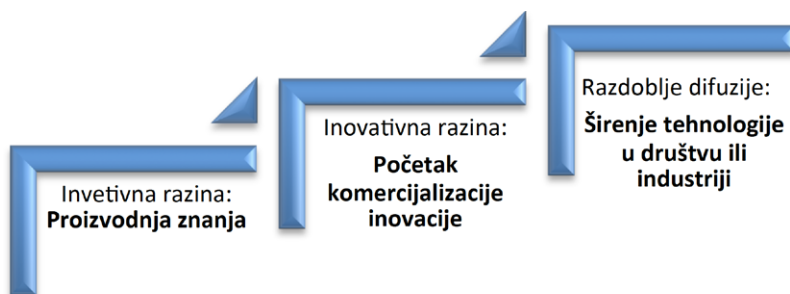 Invetivna razina:
Proizvodnja znanja
Inovativna razina:
Početak
komercijalizacije
inovacije
Razdoblje difuzije:
Širenje tehnologije
u društvu ili
industriji